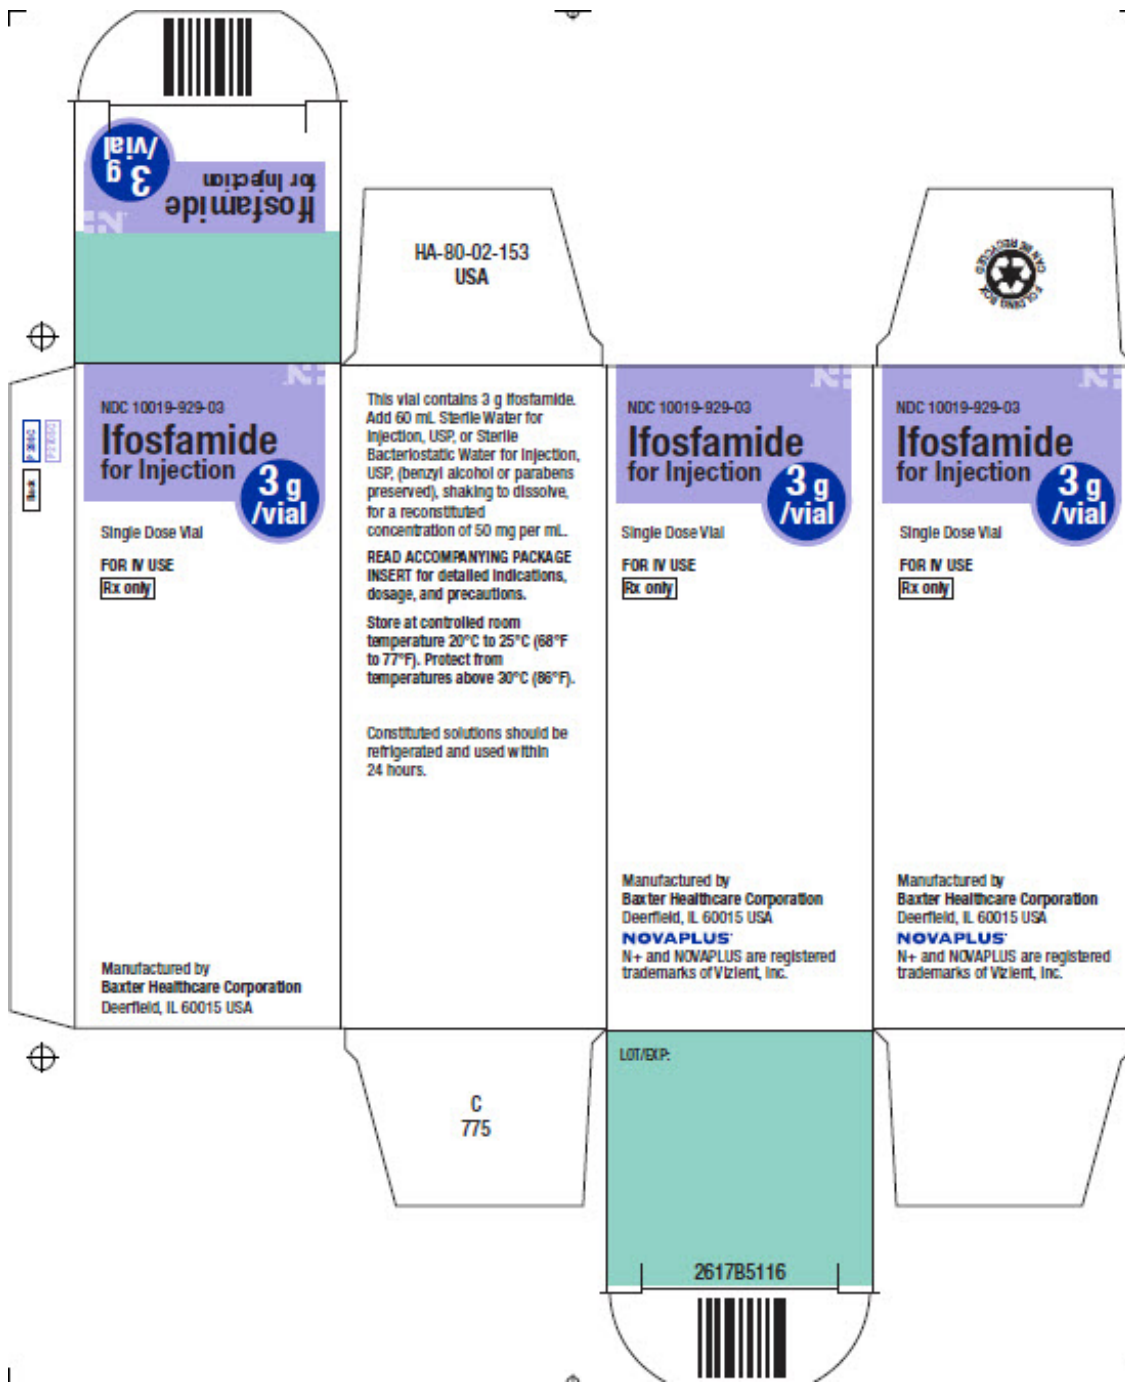 3 g
/vial
Ifosfamide
for Injection
HA-80-02-153
USA
FOLDING BOX
CAN BE RECYCLED
Black
NDC 10019-929-03
Ifosfamide
for Injection
3 g
/vial
Single Dose Vial
FOR IV USE
Rx only
Manufactured by
Baxter Healthcare Corporation
Deerfield, IL 60015 USA
This vial contains 3 g Ifosfamide.
Add 60 mL Sterile Water for
Injection, USP, or Sterile
Bacteriostatic Water for Injection,
USP, (benzyl alcohol or parabens
preserved), shaking to dissolve,
for a reconstituted
concentration of 50 mg per mL.
READ ACCOMPANYING PACKAGE
INSERT for detailed indications,
dosage, and precautions.
Store at controlled room
temperature 20°C to 25°C (68°F
to 77°F). Protect from
temperatures above 30°C (86°F).
Constituted solutions should be
refrigerated and used within
24 hours.
NDC 10019-929-03
Ifosfamide
for Injection
3 g
/vial
Single Dose Vial
FOR IV USE
Rx only
Manufactured by
Baxter Healthcare Corporation
Deerfield, IL 60015 USA
NOVAPLUS
N+ and NOVAPLUS are registered
trademarks of Vizient, Inc.
NDC 10019-929-03
Ifosfamide
for Injection
3 g
/vial
Single Dose Vial
FOR IV USE
Rx only
Manufactured by
Baxter Healthcare Corporation
Deerfield, IL 60015 USA
NOVAPLUS
N+ and NOVAPLUS are registered
trademarks of Vizient, Inc.
C
775
LOT/EXP:
2617B5116